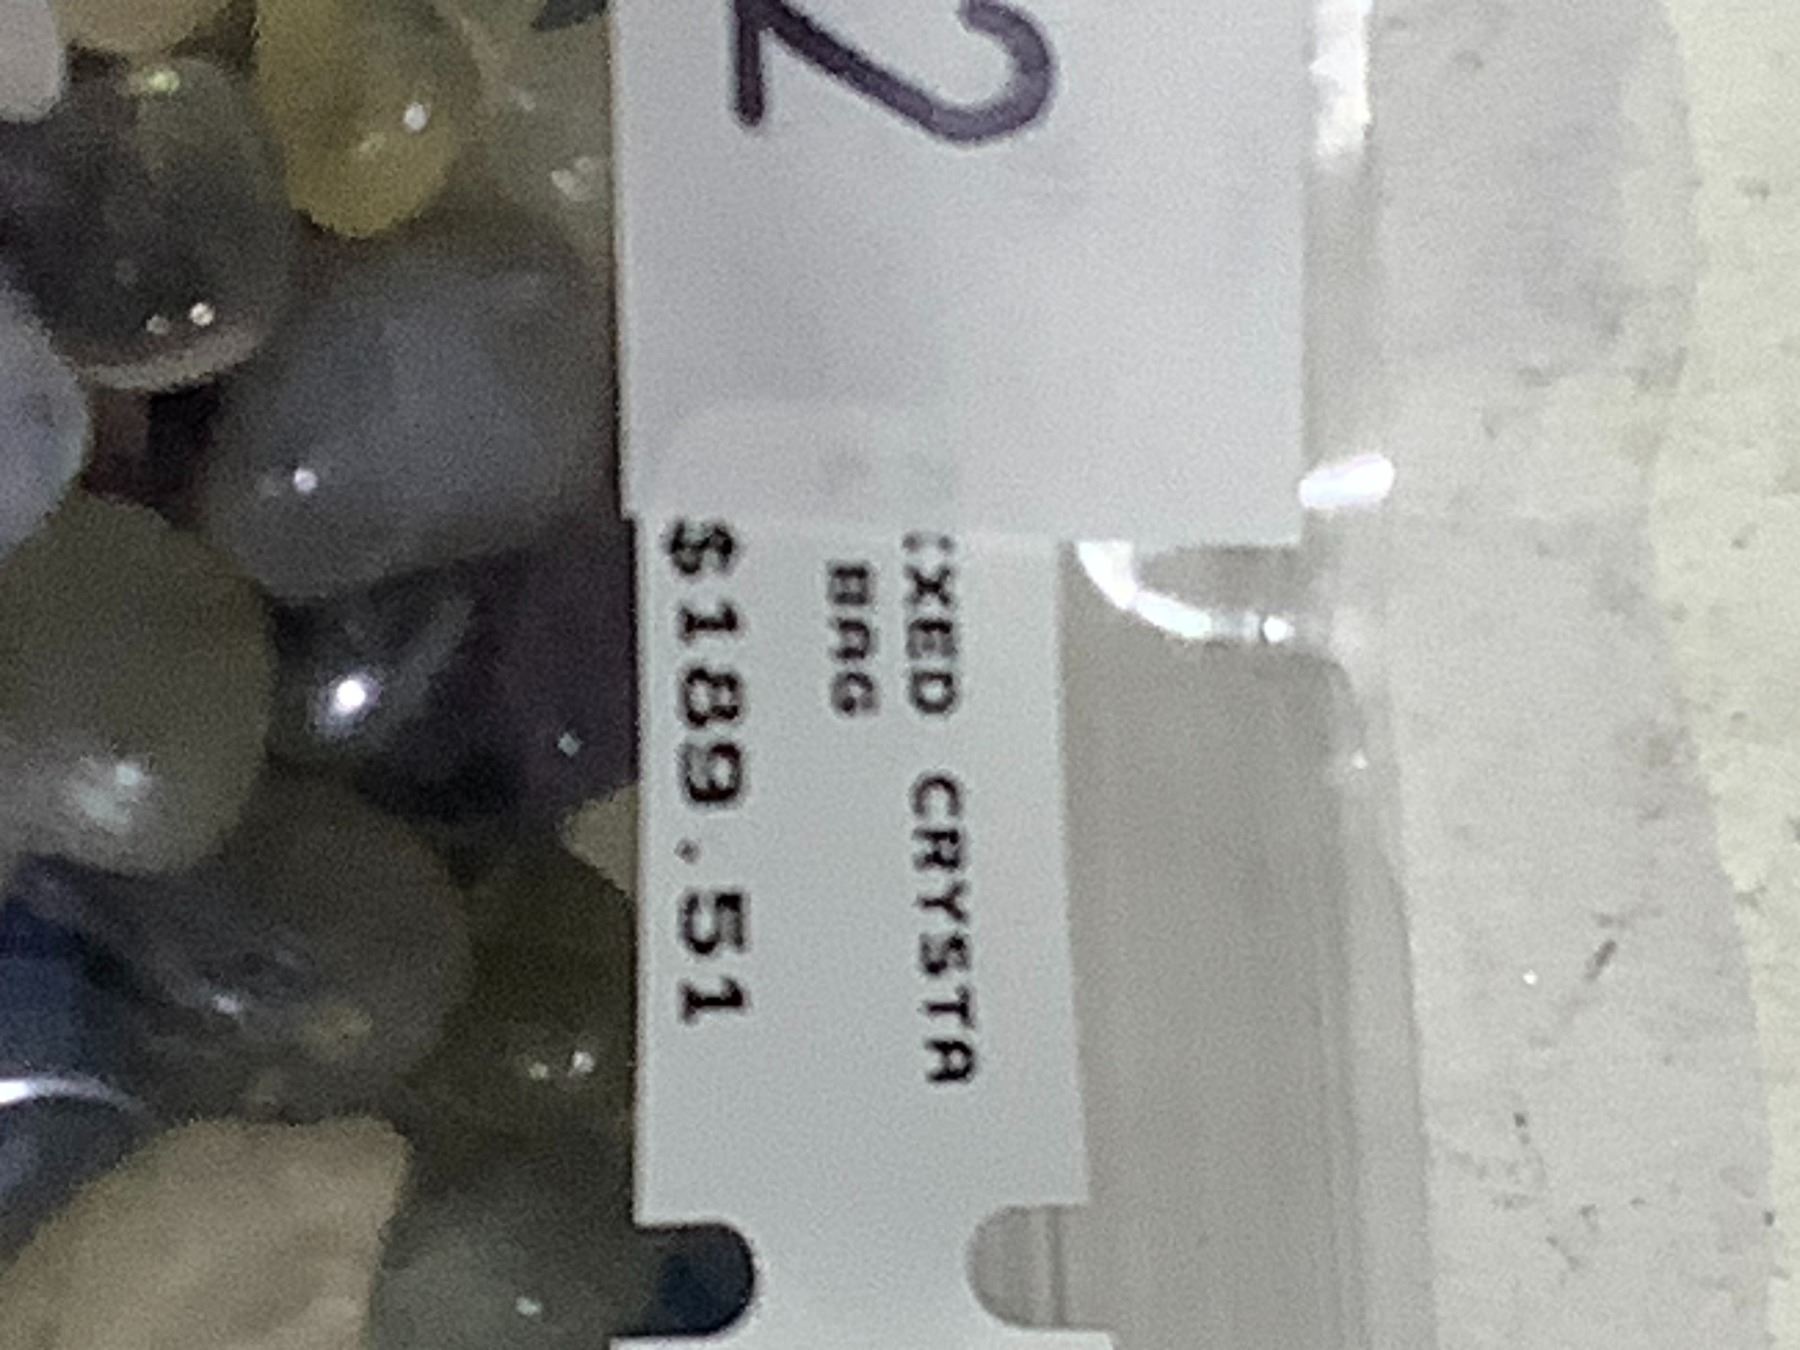 2
IXED CRYSTA
BAG
$189.51